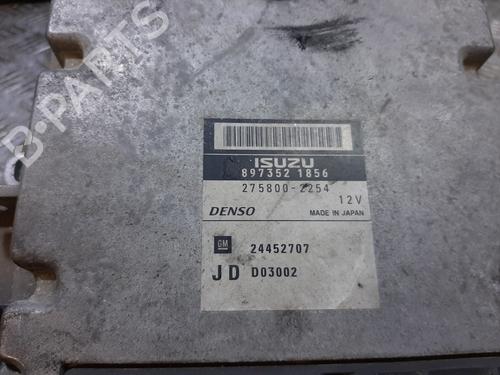 B-PARTS
ISUZU
897352 1856
275800-2254
12V
DENSO
MADE IN JAPAN
GM
24452707
JD D03002